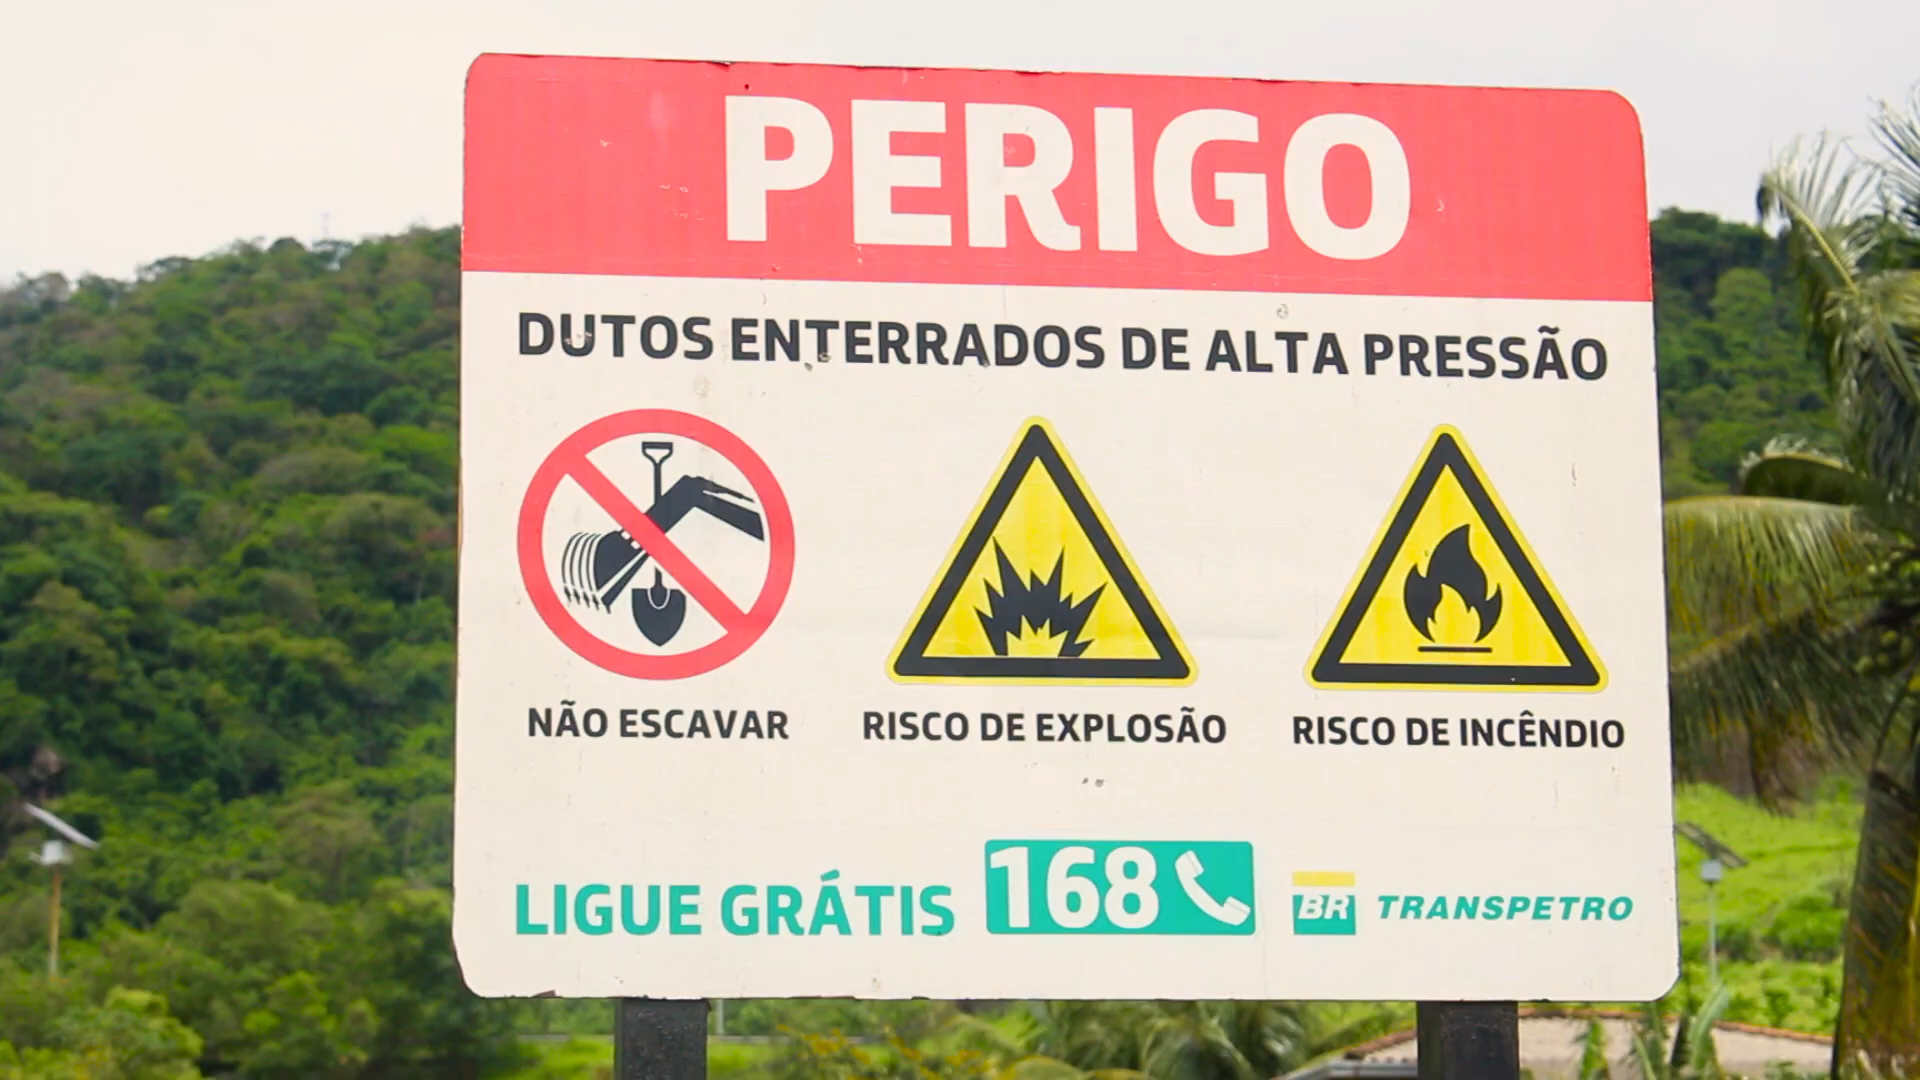 PERIGO
DUTOS ENTERRADOS DE ALTA PRESSÃO
NÃO ESCAVAR
RISCO DE EXPLOSÃO
RISCO DE INCÊNDIO
LIGUE GRÁTIS 168
BR TRANSPETRO